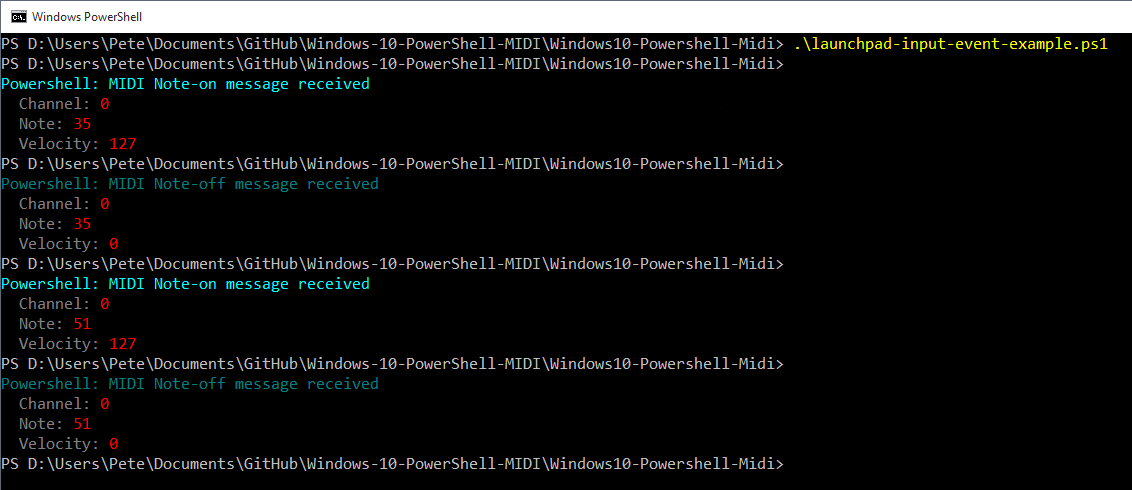 Windows PowerShell
PS D:\Users\Pete\Documents\GitHub\Windows-10-PowerShell-MIDI\Windows10-Powershell-Midi> .\launchpad-input-event-example.ps1
PS D:\Users\Pete\Documents\GitHub\Windows-10-PowerShell-MIDI\Windows10-Powershell-Midi>
Powershell: MIDI Note-on message received
  Channel: 0
  Note: 35
  Velocity: 127
PS D:\Users\Pete\Documents\GitHub\Windows-10-PowerShell-MIDI\Windows10-Powershell-Midi>
Powershell: MIDI Note-off message received
  Channel: 0
  Note: 35
  Velocity: 0
PS D:\Users\Pete\Documents\GitHub\Windows-10-PowerShell-MIDI\Windows10-Powershell-Midi>
Powershell: MIDI Note-on message received
  Channel: 0
  Note: 51
  Velocity: 127
PS D:\Users\Pete\Documents\GitHub\Windows-10-PowerShell-MIDI\Windows10-Powershell-Midi>
Powershell: MIDI Note-off message received
  Channel: 0
  Note: 51
  Velocity: 0
PS D:\Users\Pete\Documents\GitHub\Windows-10-PowerShell-MIDI\Windows10-Powershell-Midi>